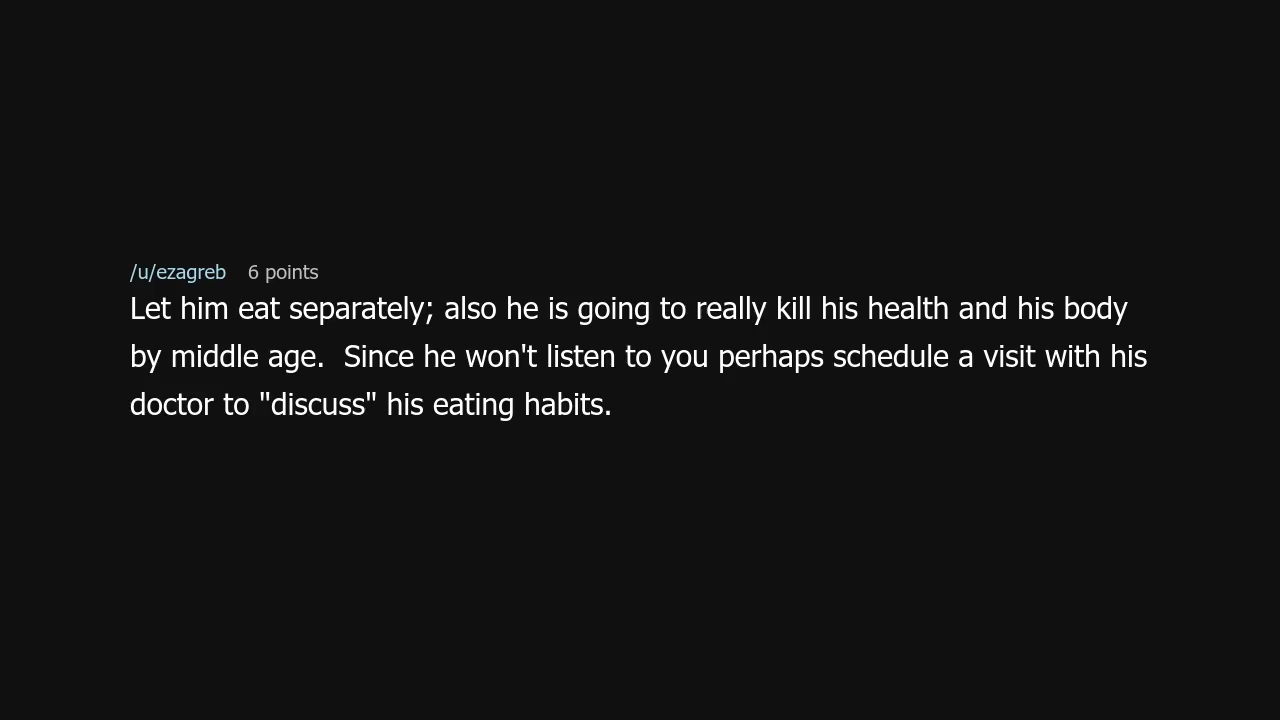 /u/ezagreb 6 points
Let him eat separately; also he is going to really kill his health and his body
by middle age.  Since he won't listen to you perhaps schedule a visit with his
doctor to "discuss" his eating habits.